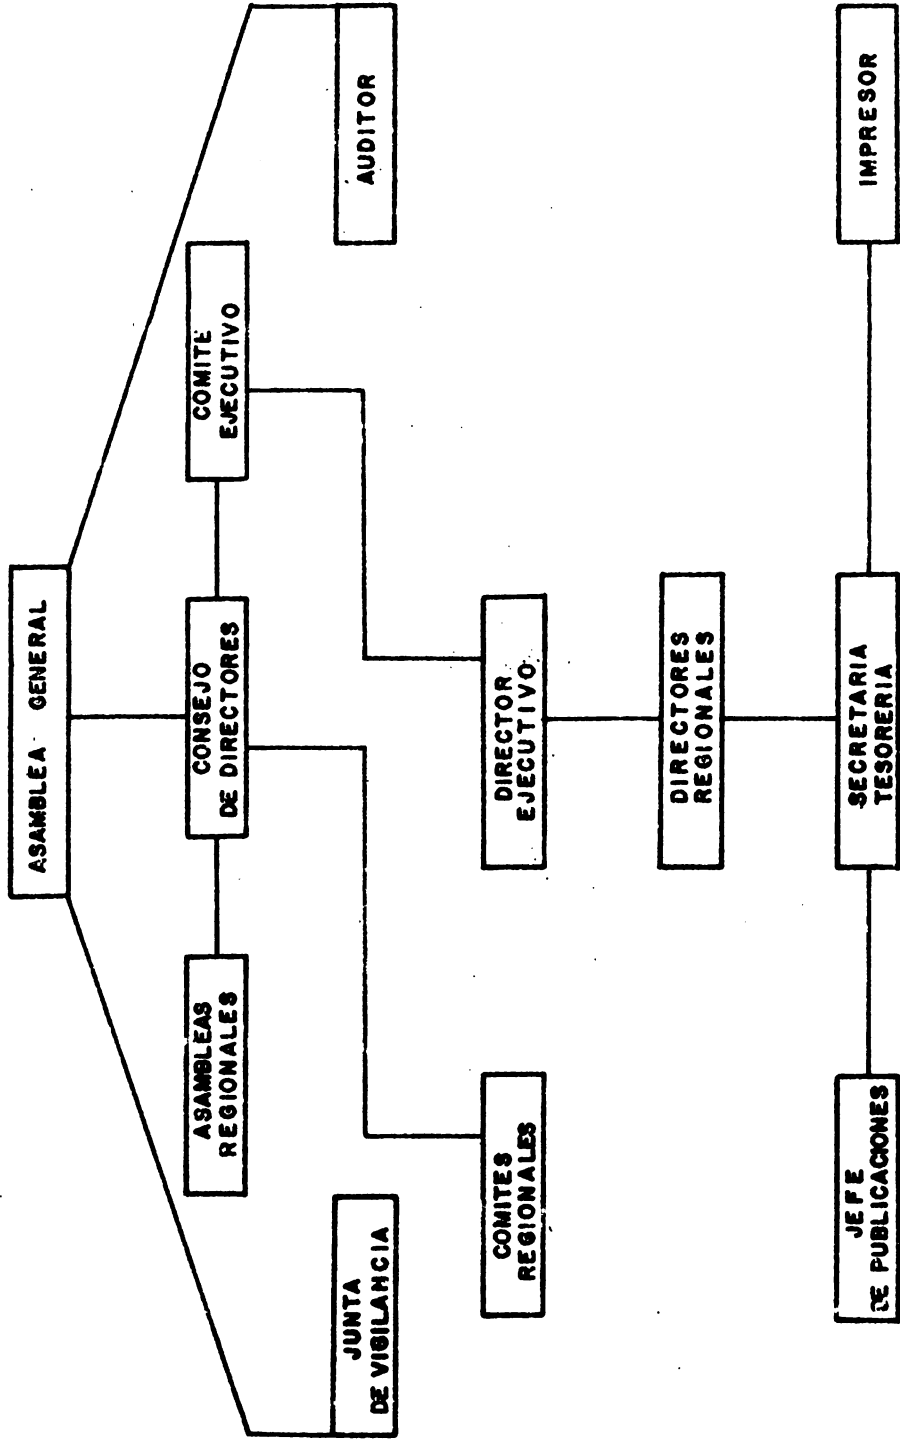 ASAMBLEA GENERAL
ASAMBLEAS
REGIONALES
CONSEJO
DE DIRECTORES
COMITE
EJECUTIVO
JUNTA
DE VIGILANCIA
AUDITOR
COMITES
REGIONALES
DIRECTOR
EJECUTIVO
DIRECTORES
REGIONALES
JEFE
DE PUBLICACIONES
SECRETARIA
TESORERIA
IMPRESOR